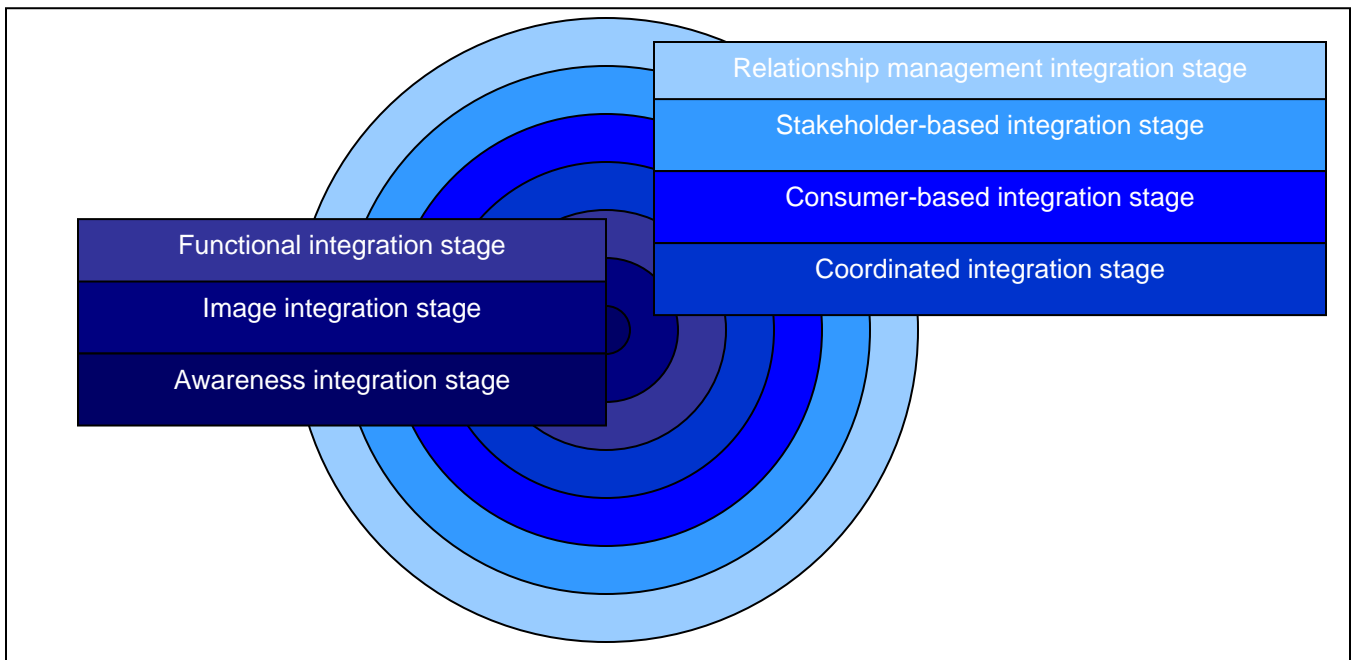 Relationship management integration stage
Stakeholder-based integration stage
Consumer-based integration stage
Coordinated integration stage
Functional integration stage
Image integration stage
Awareness integration stage